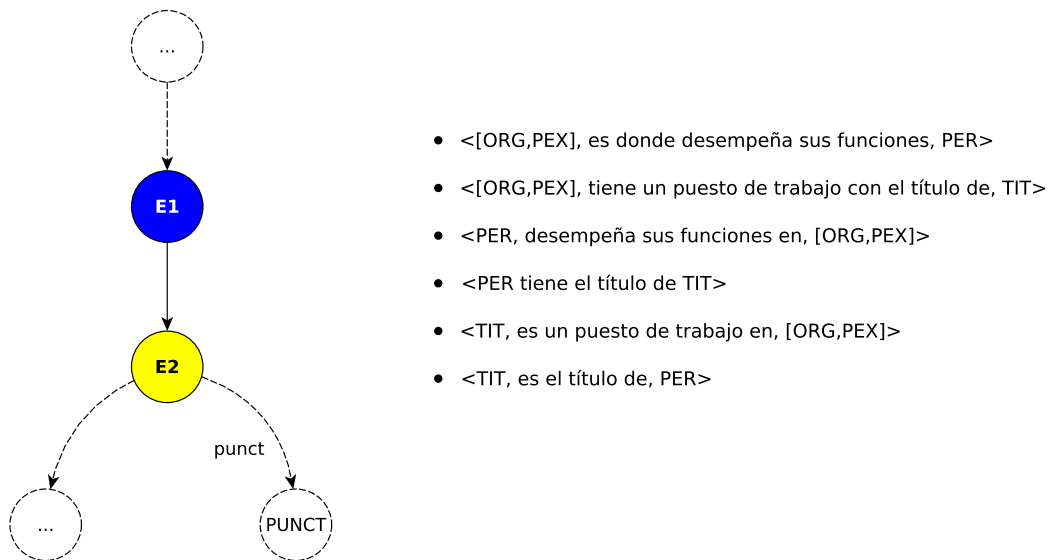 ...
E1
E2
punct
...
PUNCT
• <[ORG,PEX], es donde desempeña sus funciones, PER>
• <[ORG,PEX], tiene un puesto de trabajo con el título de, TIT>
• <PER, desempeña sus funciones en, [ORG,PEX]>
• <PER tiene el título de TIT>
• <TIT, es un puesto de trabajo en, [ORG,PEX]>
• <TIT, es el título de, PER>